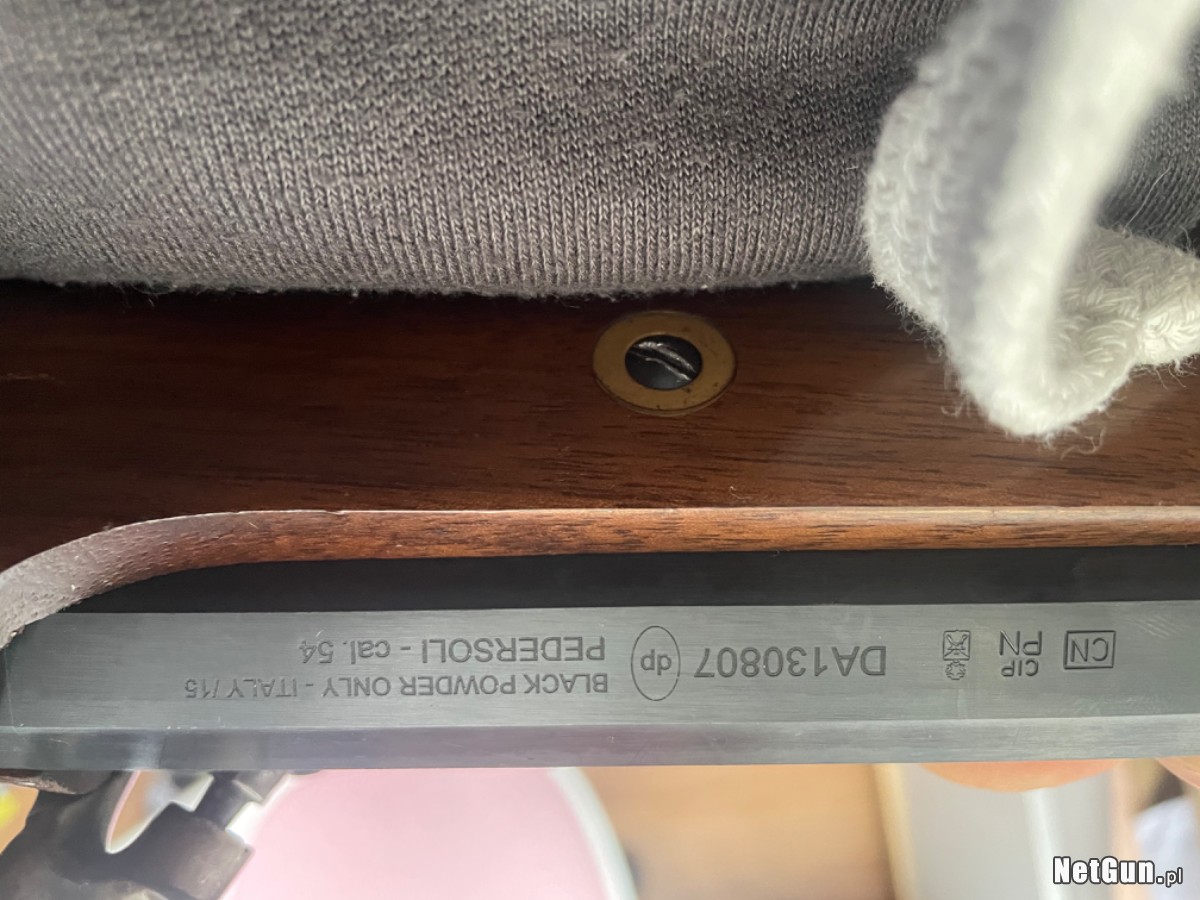 CN
CIP
PN
DA130807
dp
PEDERSOLI - cal. 54
BLACK POWDER ONLY - ITALY /15
NetGun.pl